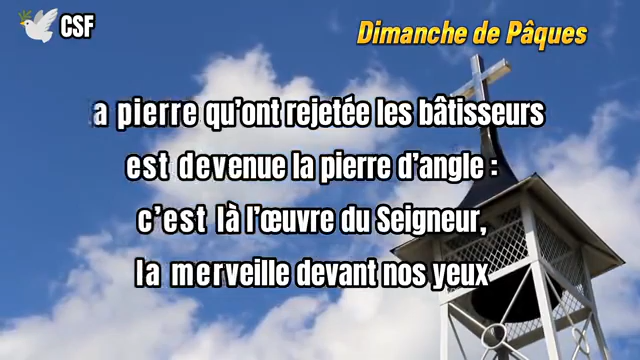 CSF
Dimanche de Pâques
a pierre qu'ont rejetée les bâtisseurs
est devenue la pierre d'angle :
c'est là l'œuvre du Seigneur,
la merveille devant nos yeux